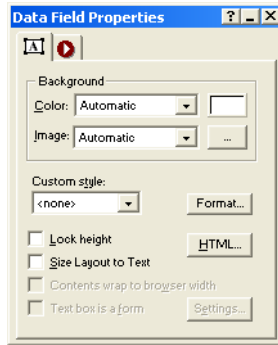 Data Field Properties ? _ X
A
Background
Color: Automatic
Image: Automatic ...
Custom style:
<none> Format...
Lock height HTML...
Size Layout to Text
Contents wrap to browser width
Text box is a form Settings...